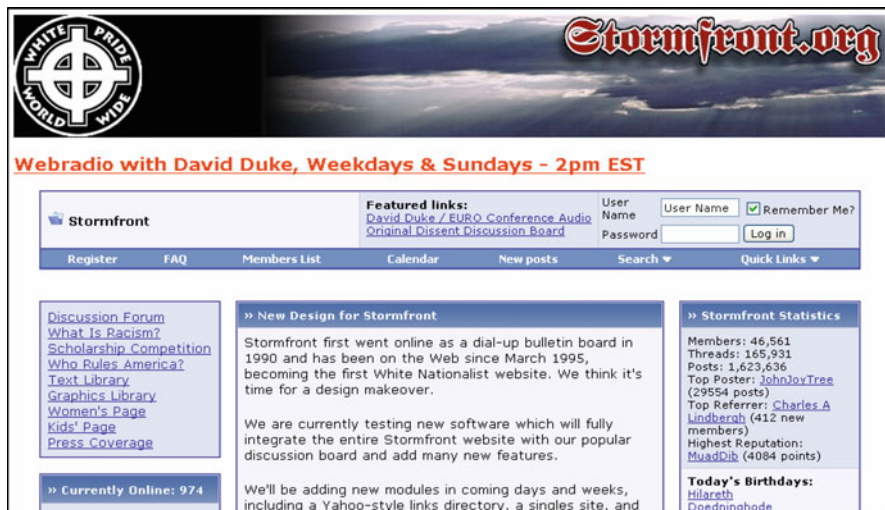 WHITE PRIDE
WORLD WIDE
Stormfront.org
Webradio with David Duke, Weekdays & Sundays - 2pm EST
Stormfront
Featured links:
David Duke / EURO Conference Audio
Original Dissent Discussion Board
User Name
User Name
Remember Me?
Password
Log in
Register FAQ Members List Calendar New posts Search Quick Links
Discussion Forum
What Is Racism?
Scholarship Competition
Who Rules America?
Text Library
Graphics Library
Women's Page
Kids' Page
Press Coverage
» Currently Online: 974
» New Design for Stormfront
Stormfront first went online as a dial-up bulletin board in
1990 and has been on the Web since March 1995,
becoming the first White Nationalist website. We think it's
time for a design makeover.
We are currently testing new software which will fully
integrate the entire Stormfront website with our popular
discussion board and add many new features.
We'll be adding new modules in coming days and weeks,
including a Yahoo-style links directory, a singles site, and
» Stormfront Statistics
Members: 46,561
Threads: 165,931
Posts: 1,623,636
Top Poster: JohnJoyTree
(29554 posts)
Top Referrer: Charles A
Lindbergh (412 new
members)
Highest Reputation:
MuadDib (4084 points)
Today's Birthdays:
Hilareth
Doedninghode